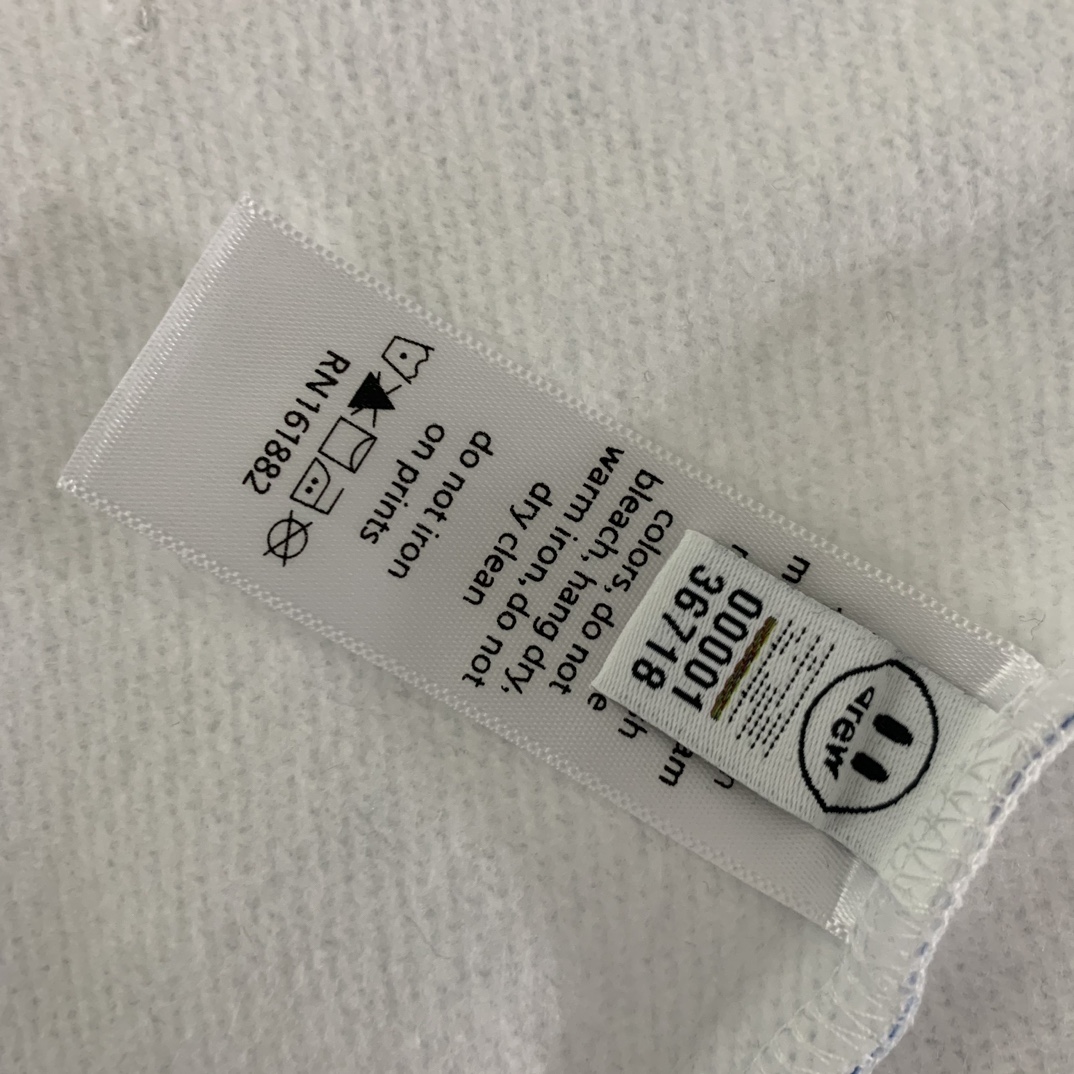 drew
00001
36718
colors, do not
bleach, hang dry,
warm iron, do not
dry clean
do not iron
on prints
RN 161882